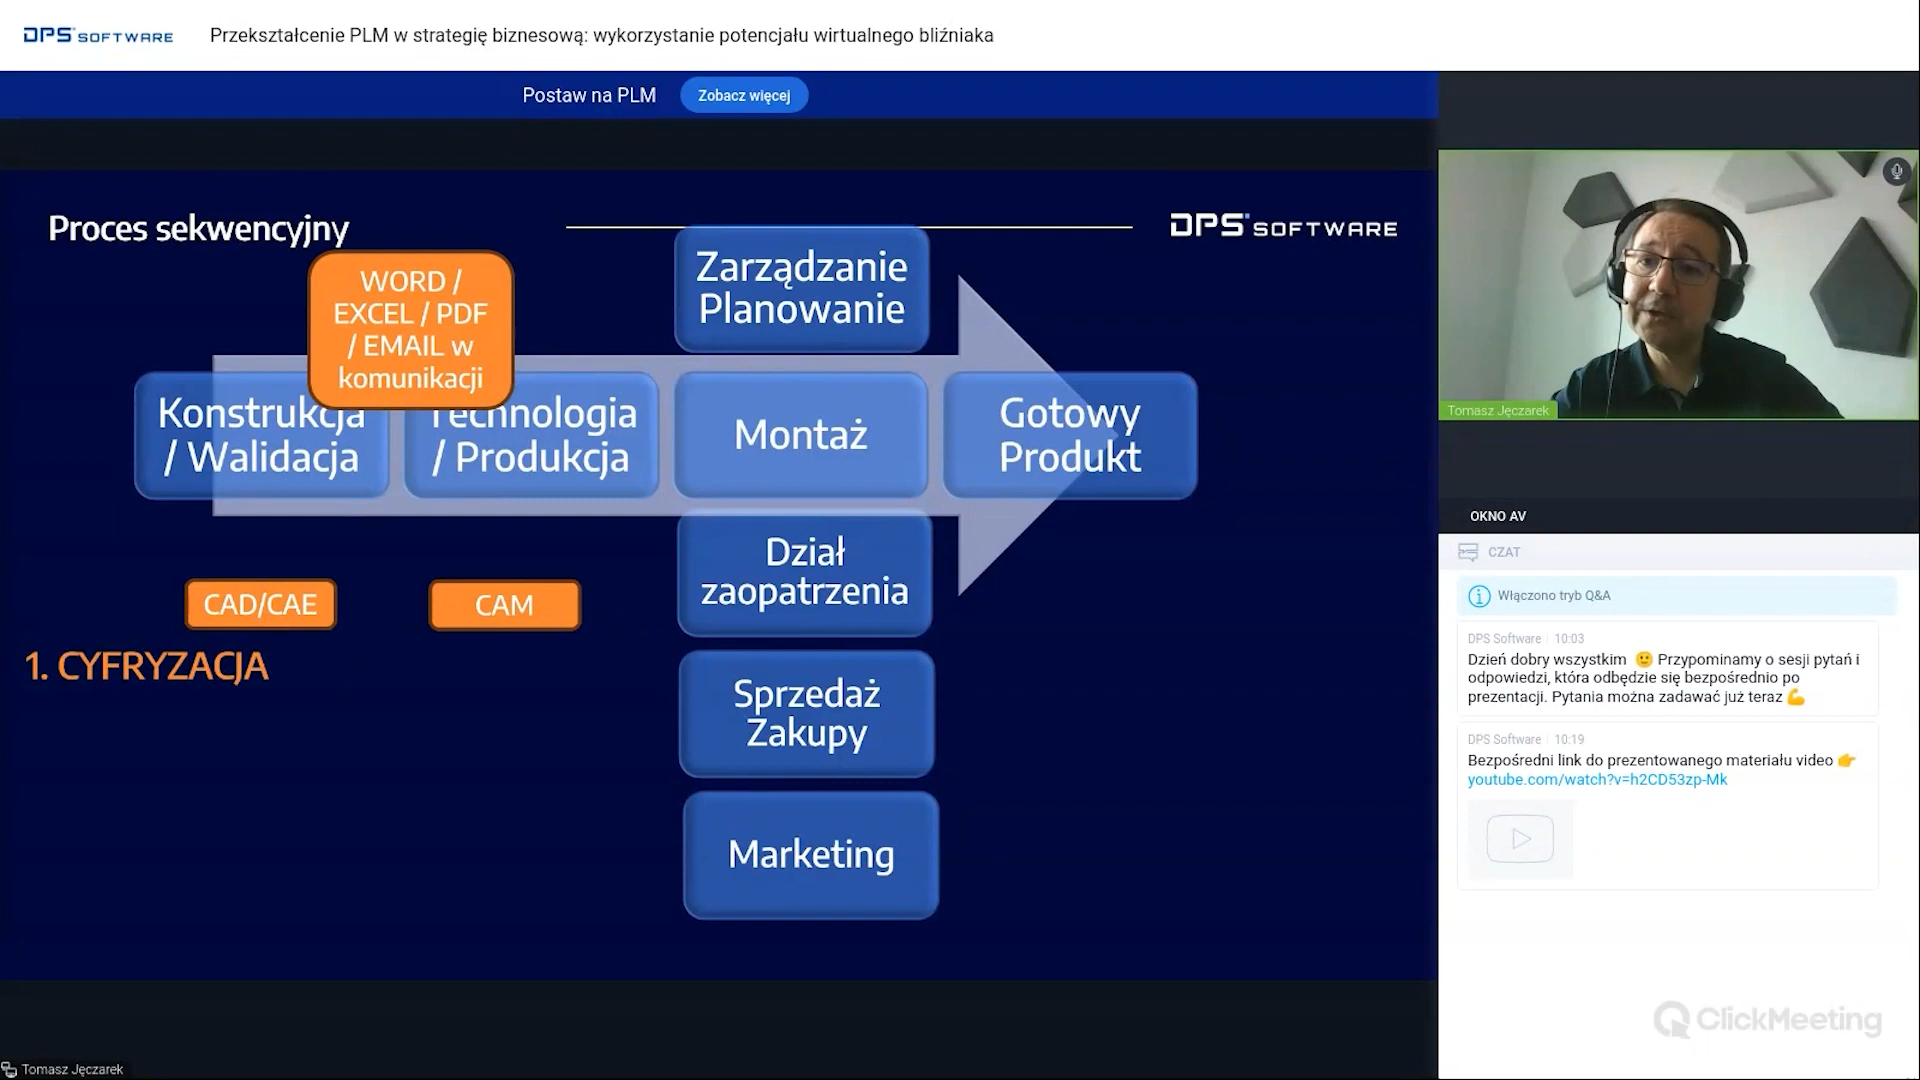 DPS SOFTWARE
Przekształcenie PLM w strategię biznesową: wykorzystanie potencjału wirtualnego bliźniaka
Postaw na PLM
Zobacz więcej
Proces sekwencyjny
DPS SOFTWARE
WORD /
EXCEL / PDF
/ EMAIL w
komunikacji
Zarządzanie
Planowanie
Konstrukcja
/ Walidacja
Technologia
/ Produkcja
Montaż
Gotowy
Produkt
Dział
zaopatrzenia
CAD/CAE
CAM
1. CYFRYZACJA
Sprzedaż
Zakupy
Marketing
Tomasz Jęczarek
Tomasz Jęczarek
OKNO AV
CZAT
Włączono tryb Q&A
DPS Software 10:03
Dzień dobry wszystkim 🙂 Przypominamy o sesji pytań i
odpowiedzi, która odbędzie się bezpośrednio po
prezentacji. Pytania można zadawać już teraz 💪
DPS Software 10:19
Bezpośredni link do prezentowanego materiału video 👉
youtube.com/watch?v=h2CD53zp-Mk
ClickMeeting